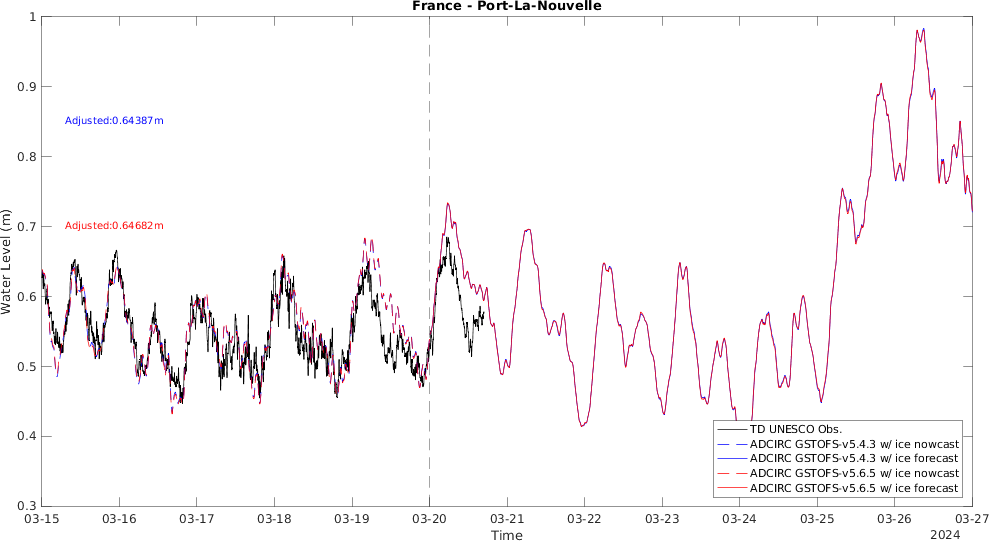 France - Port-La-Nouvelle
1
0.9
0.8
0.7
0.6
0.5
0.4
0.3
Water Level (m)
Adjusted:0.64387m
Adjusted:0.64682m
TD UNESCO Obs.
ADCIRC GSTOFS-v5.4.3 w/ ice nowcast
ADCIRC GSTOFS-v5.4.3 w/ ice forecast
ADCIRC GSTOFS-v5.6.5 w/ ice nowcast
ADCIRC GSTOFS-v5.6.5 w/ ice forecast
03-15 03-16 03-17 03-18 03-19 03-20 03-21 03-22 03-23 03-24 03-25 03-26 03-27
Time
2024